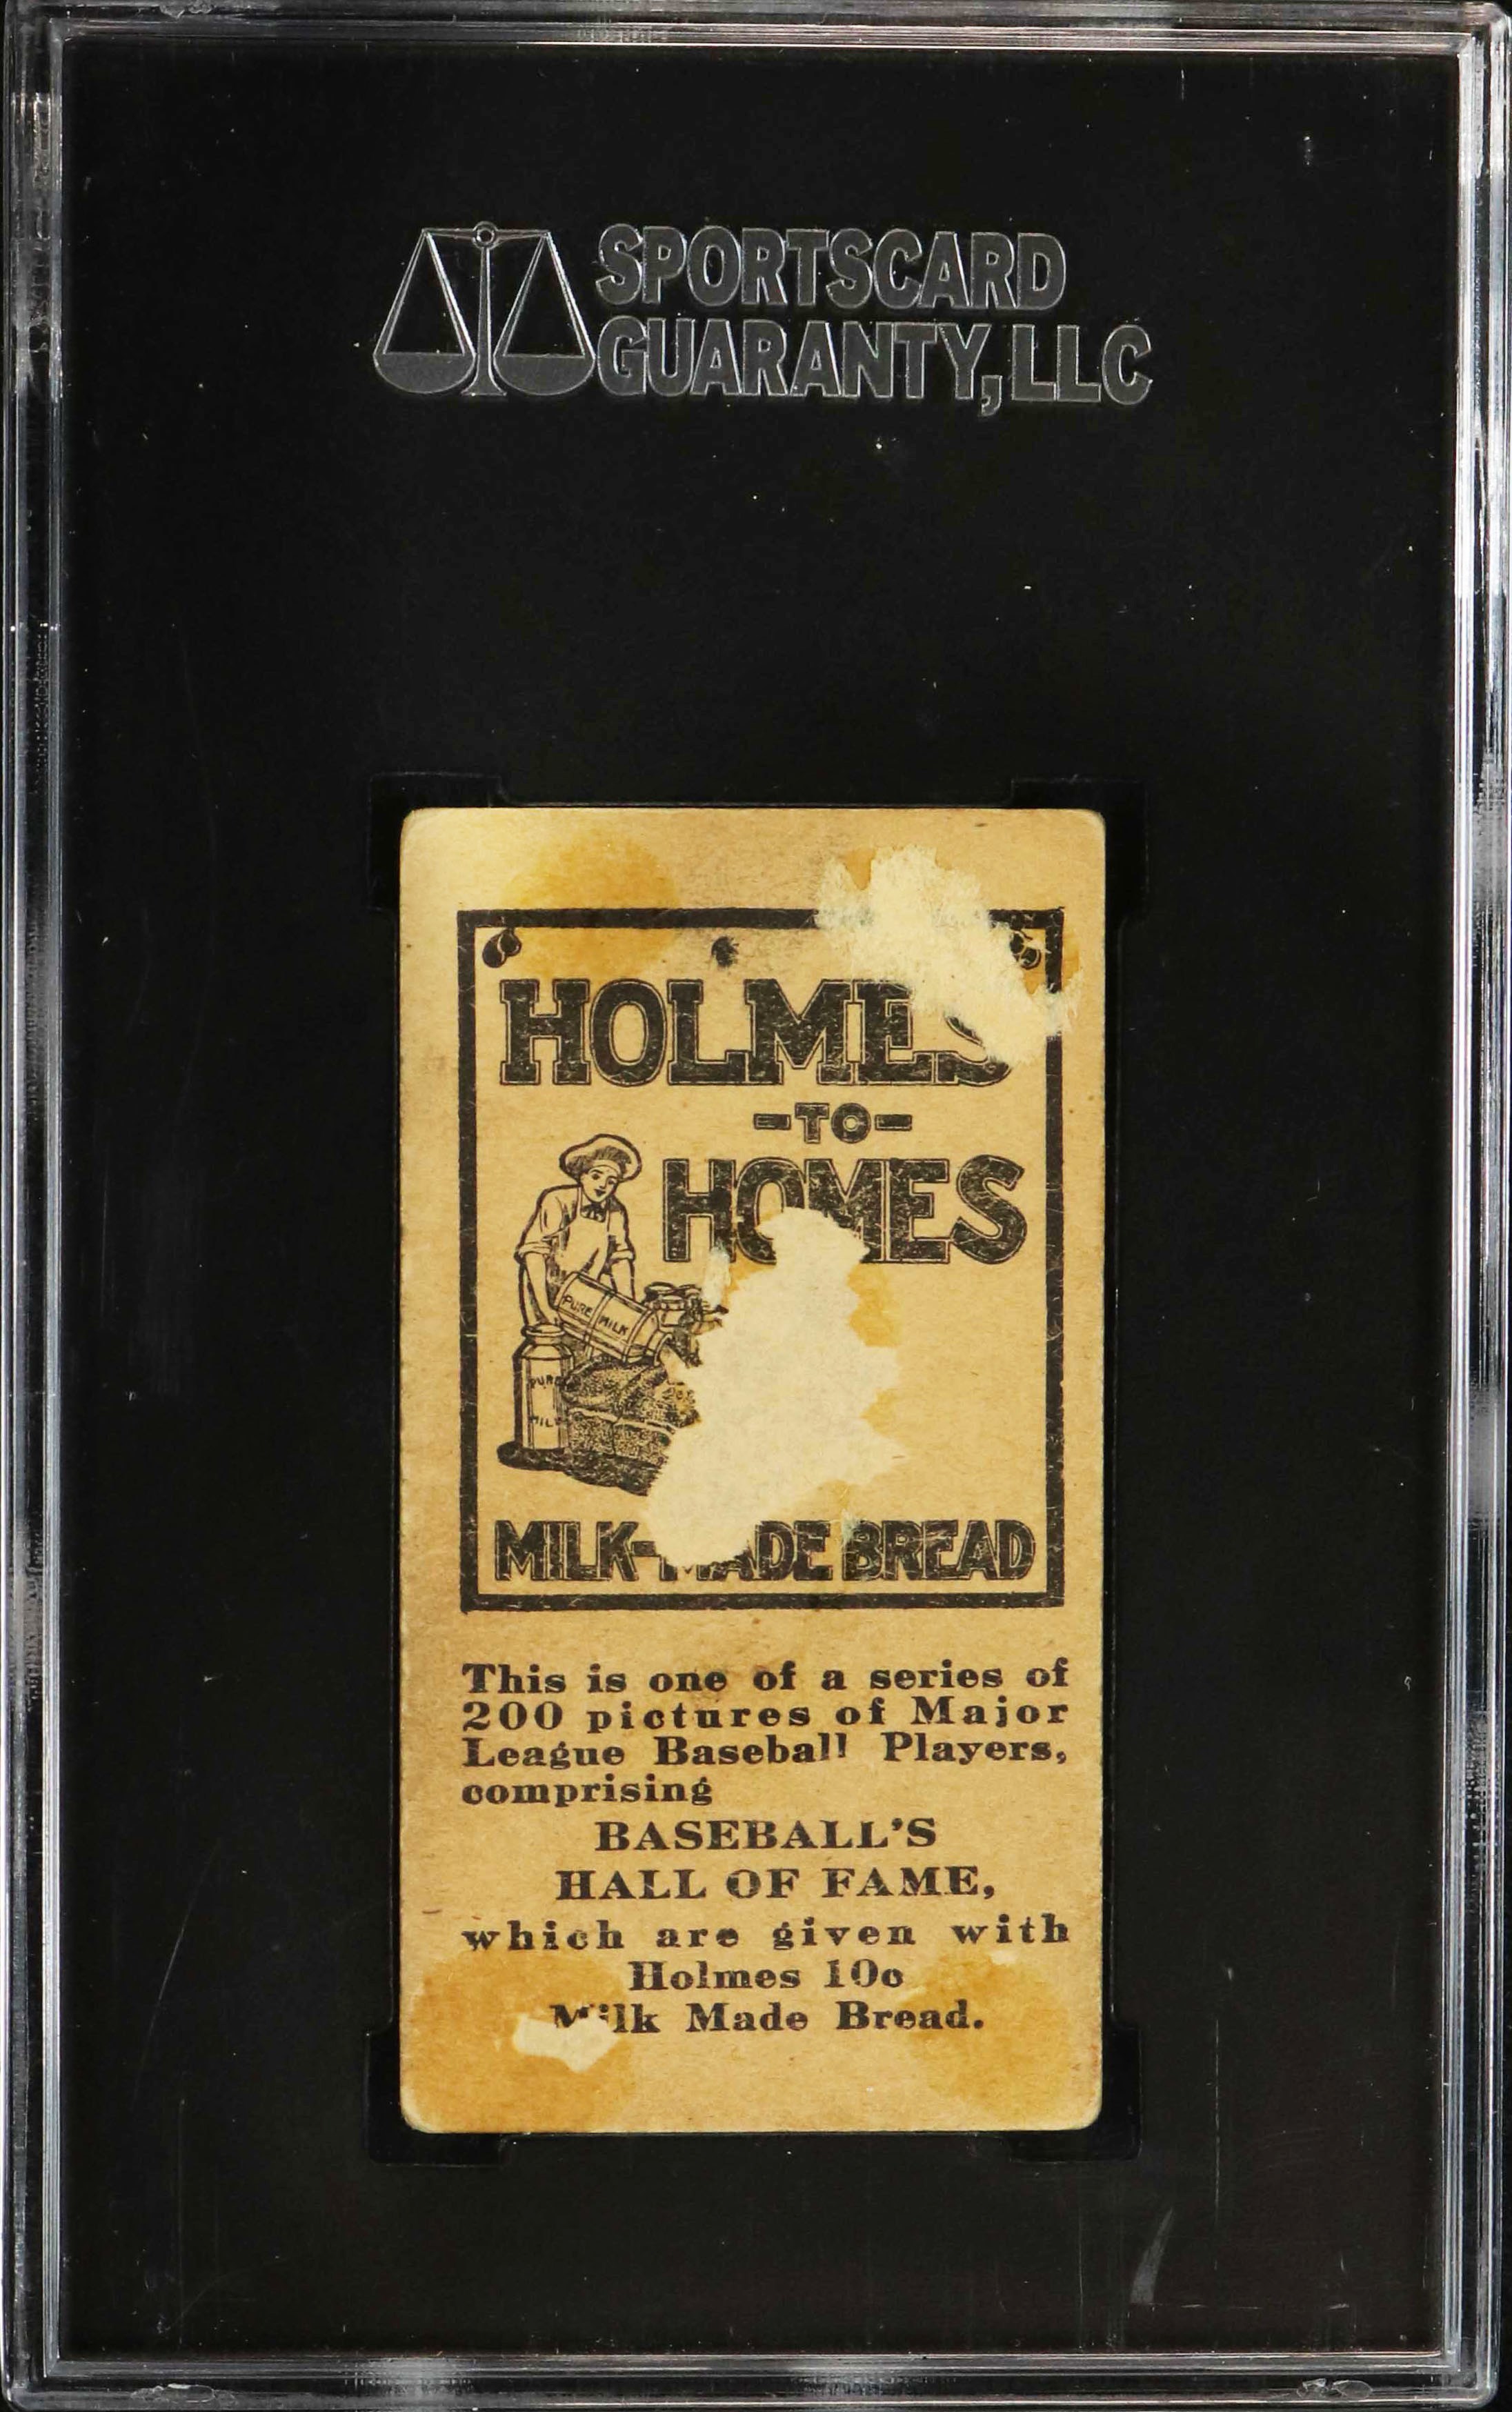 SPORTSCARD
GUARANTY, LLC
HOLMES
-TO-
HOMES
PURE MILK
PURE
MILK
MILK-MADE BREAD
This is one of a series of
200 pictures of Major
League Baseball Players,
comprising
BASEBALL'S
HALL OF FAME,
which are given with
Holmes 10c
Milk Made Bread.